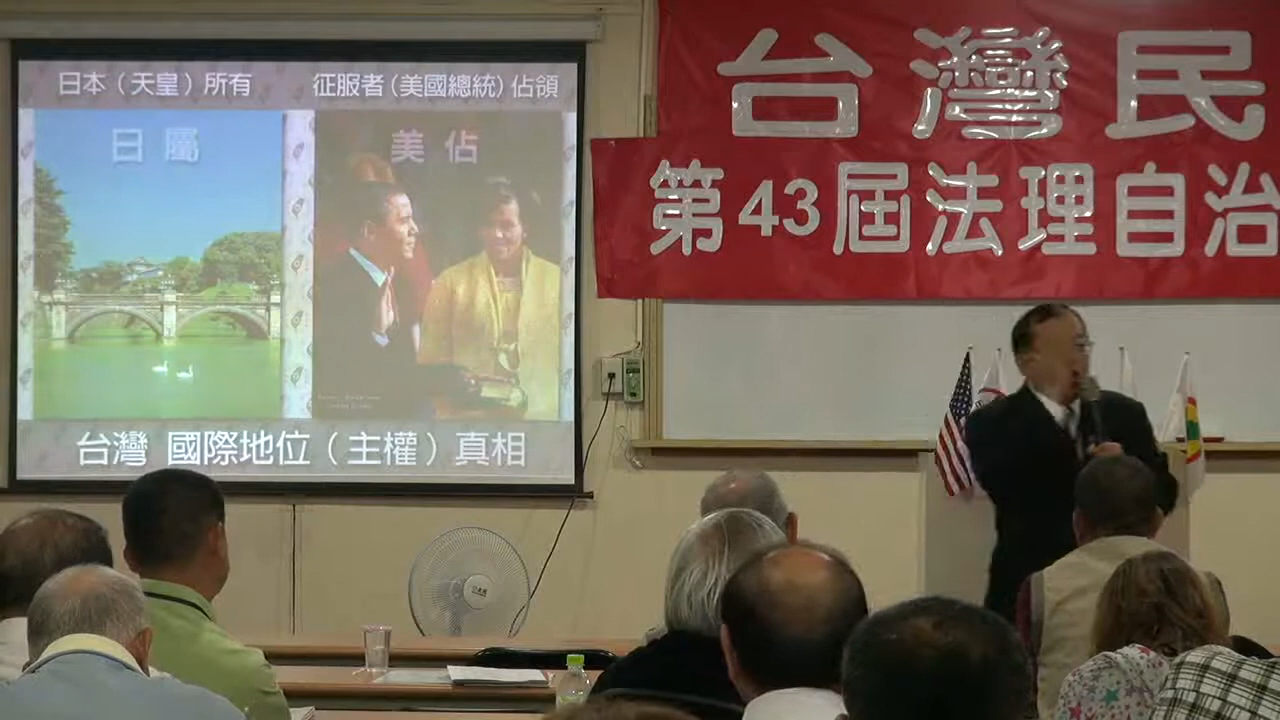 日本（天皇）所有
征服者（美國總統）佔領
日屬
美佔
台灣 國際地位（主權）真相
台灣民
第43屆法理自治